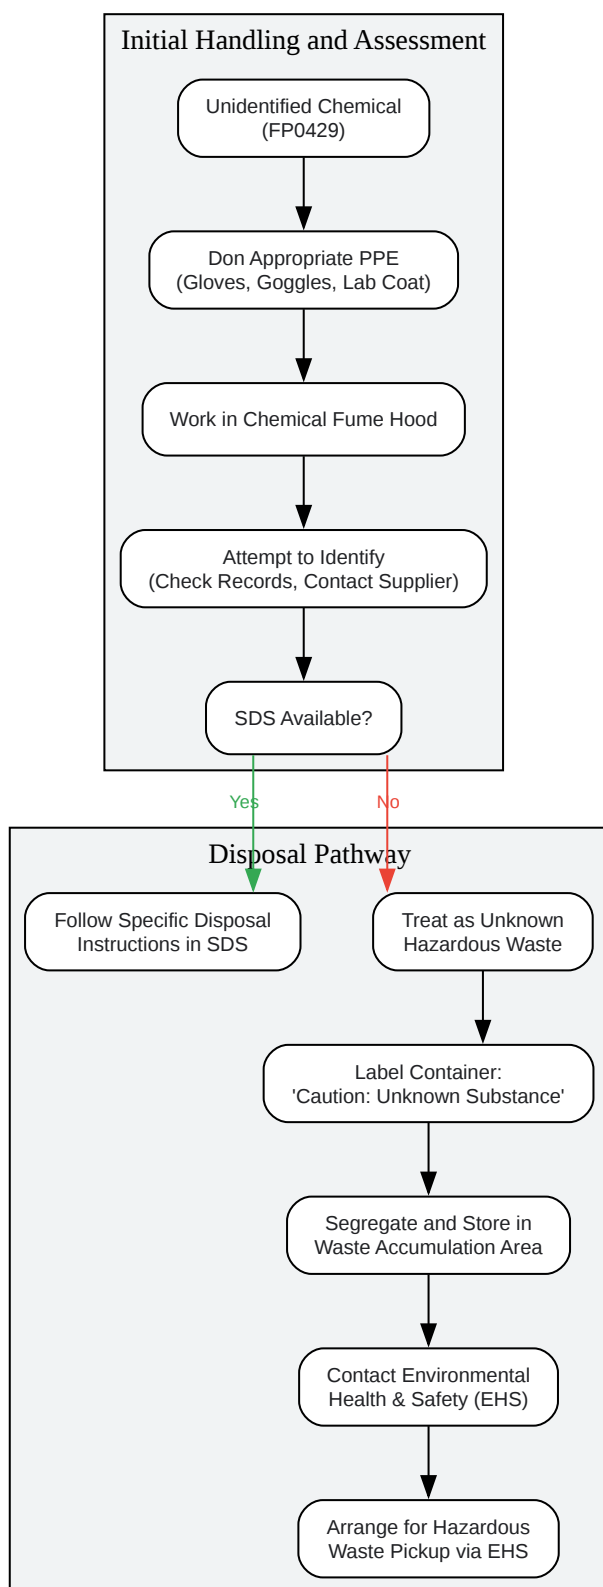 Initial Handling and Assessment
Unidentified Chemical
(FP0429)
Don Appropriate PPE
(Gloves, Goggles, Lab Coat)
Work in Chemical Fume Hood
Attempt to Identify
(Check Records, Contact Supplier)
SDS Available?
Yes
No
Disposal Pathway
Follow Specific Disposal
Instructions in SDS
Treat as Unknown
Hazardous Waste
Label Container:
'Caution: Unknown Substance'
Segregate and Store in
Waste Accumulation Area
Contact Environmental
Health & Safety (EHS)
Arrange for Hazardous
Waste Pickup via EHS